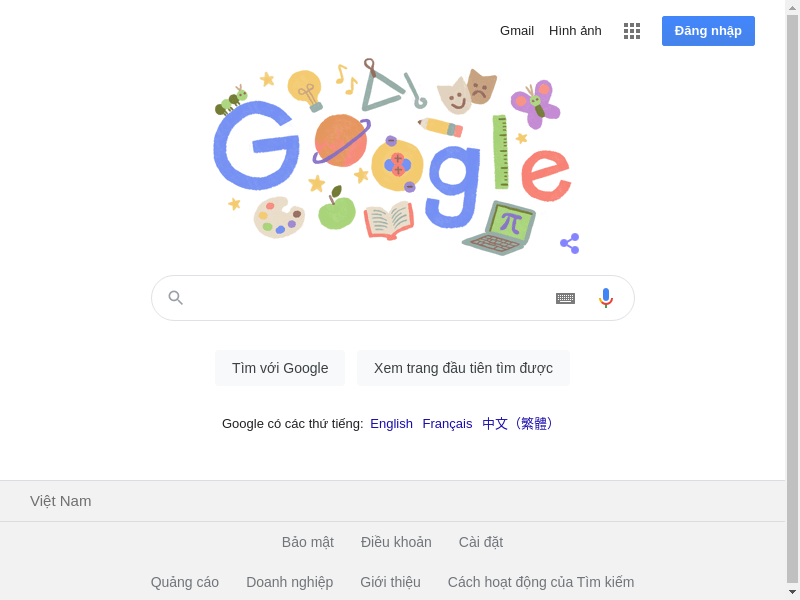 Gmail Hình ảnh Đăng nhập
Google
π
Tìm với Google Xem trang đầu tiên tìm được
Google có các thứ tiếng: English Français 中文（繁體）
Việt Nam
Bảo mật Điều khoản Cài đặt
Quảng cáo Doanh nghiệp Giới thiệu Cách hoạt động của Tìm kiếm